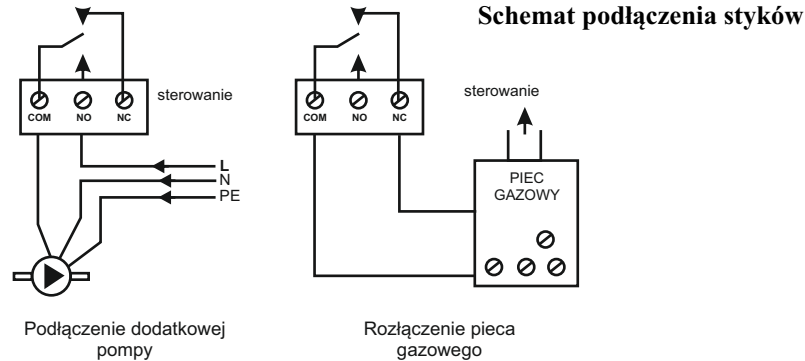 Schemat podłączenia styków
sterowanie
COM NO NC
L
N
PE
Podłączenie dodatkowej
pompy
COM NO NC
sterowanie
PIEC
GAZOWY
Rozłączenie pieca
gazowego